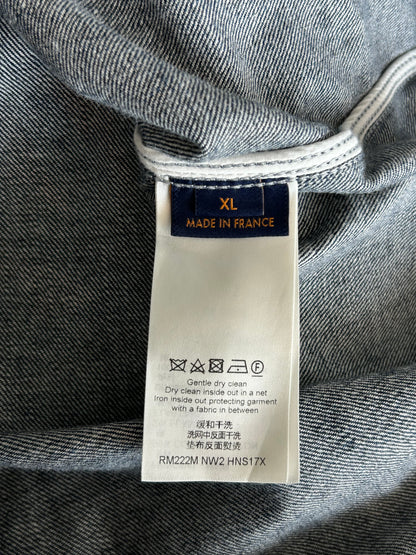 XL
MADE IN FRANCE
F
Gentle dry clean
Dry clean inside out in a net
Iron inside out protecting garment
with a fabric in between
缓和干洗
洗网中反面干洗
垫布反面熨烫
RM222M NW2 HNS17X